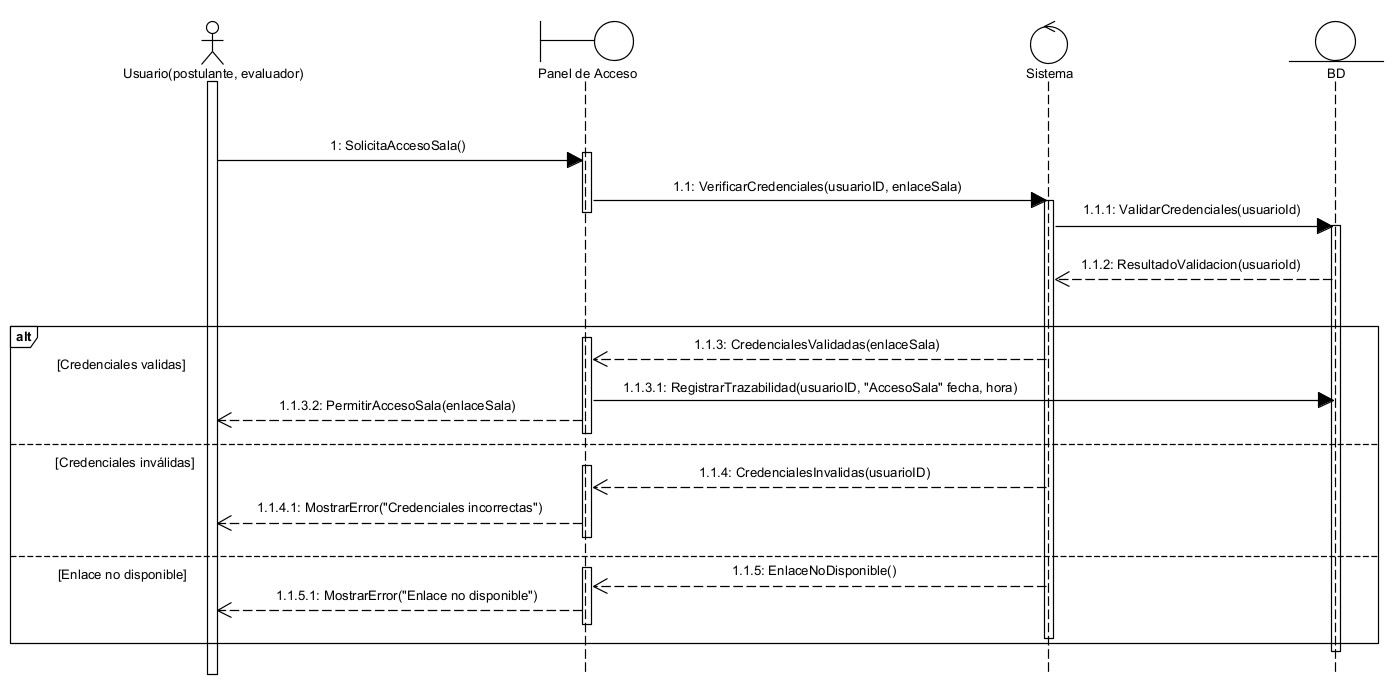 Usuario(postulante, evaluador)
Panel de Acceso
Sistema
BD
1: SolicitaAccesoSala()
1.1: VerificarCredenciales(usuarioID, enlaceSala)
1.1.1: ValidarCredenciales(usuarioId)
1.1.2: ResultadoValidacion(usuarioId)
alt
[Credenciales validas]
1.1.3: CredencialesValidadas(enlaceSala)
1.1.3.1: RegistrarTrazabilidad(usuarioID, "AccesoSala" fecha, hora)
1.1.3.2: PermitirAccesoSala(enlaceSala)
[Credenciales inválidas]
1.1.4: CredencialesInvalidas(usuarioID)
1.1.4.1: MostrarError("Credenciales incorrectas")
[Enlace no disponible]
1.1.5: EnlaceNoDisponible()
1.1.5.1: MostrarError("Enlace no disponible")